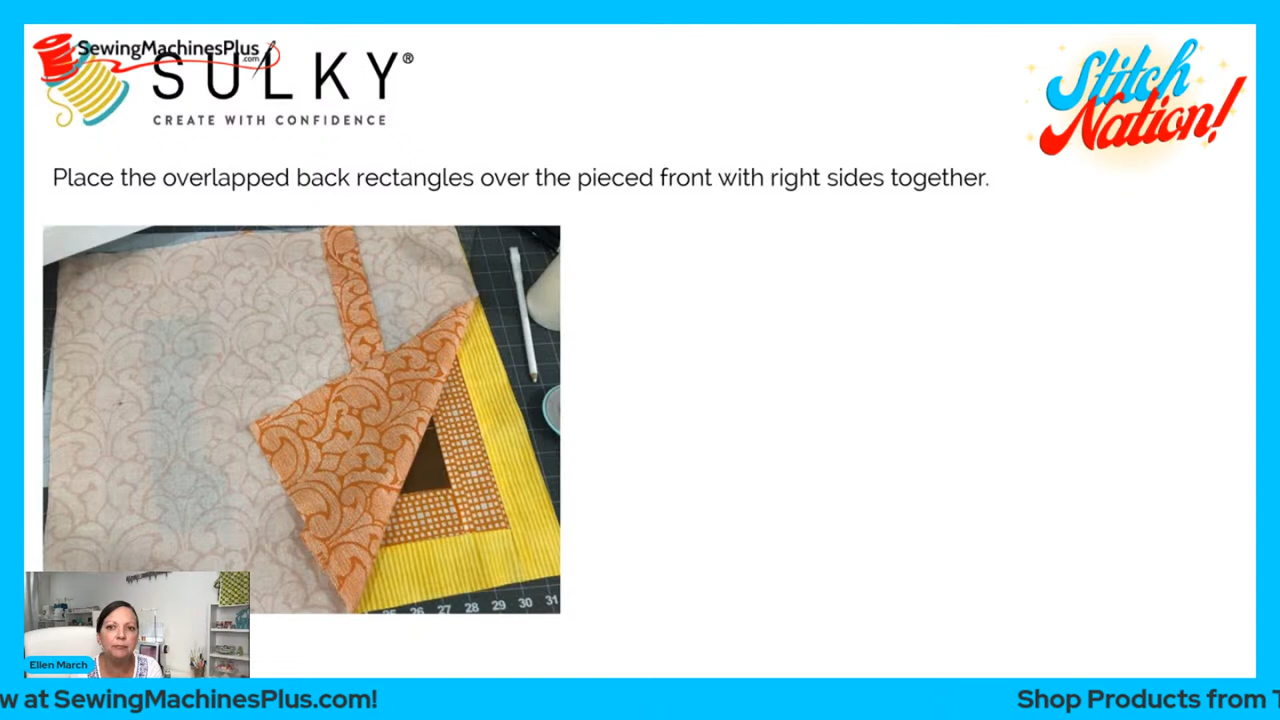 SewingMachinesPlus
.com
SULKY®
CREATE WITH CONFIDENCE
Stitch
Nation!
Place the overlapped back rectangles over the pieced front with right sides together.
26 27 28 29 30 31
Ellen March
w at SewingMachinesPlus.com!
Shop Products from T